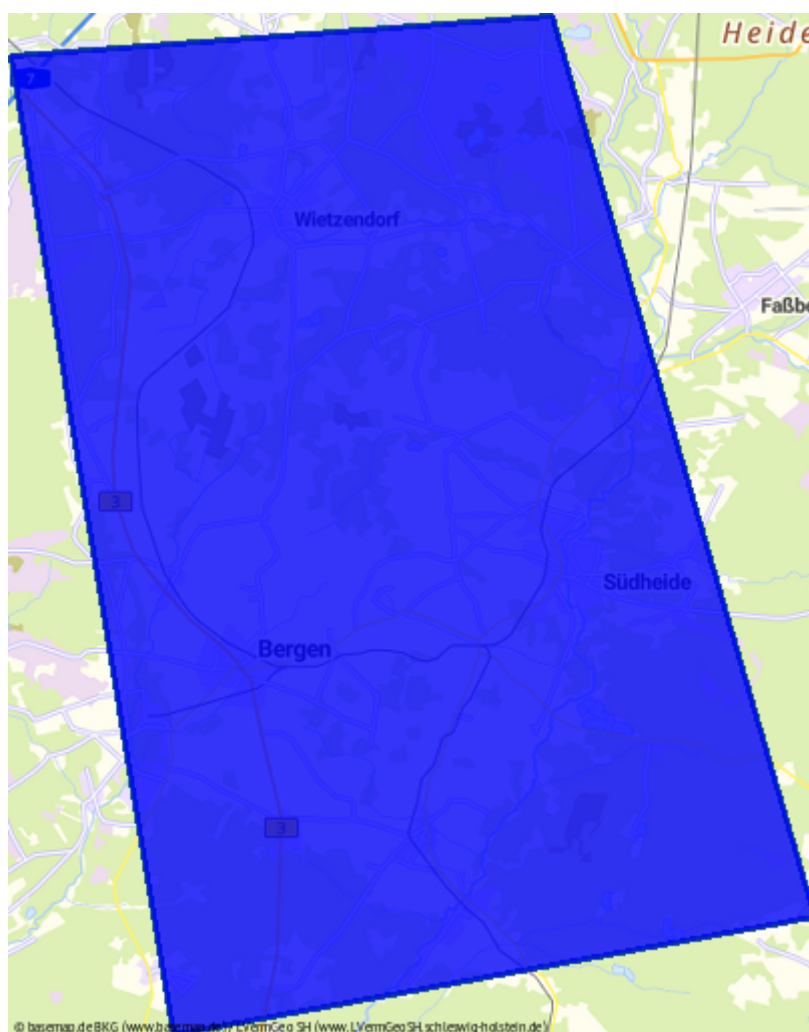 Heide
7
Wietzendorf
Faßbe
3
Südheide
Bergen
3
© basemap.de BKG (www.basemap.de)/ LVermGeo SH (www.LVermGeoSH.schleswig-holstein.de)